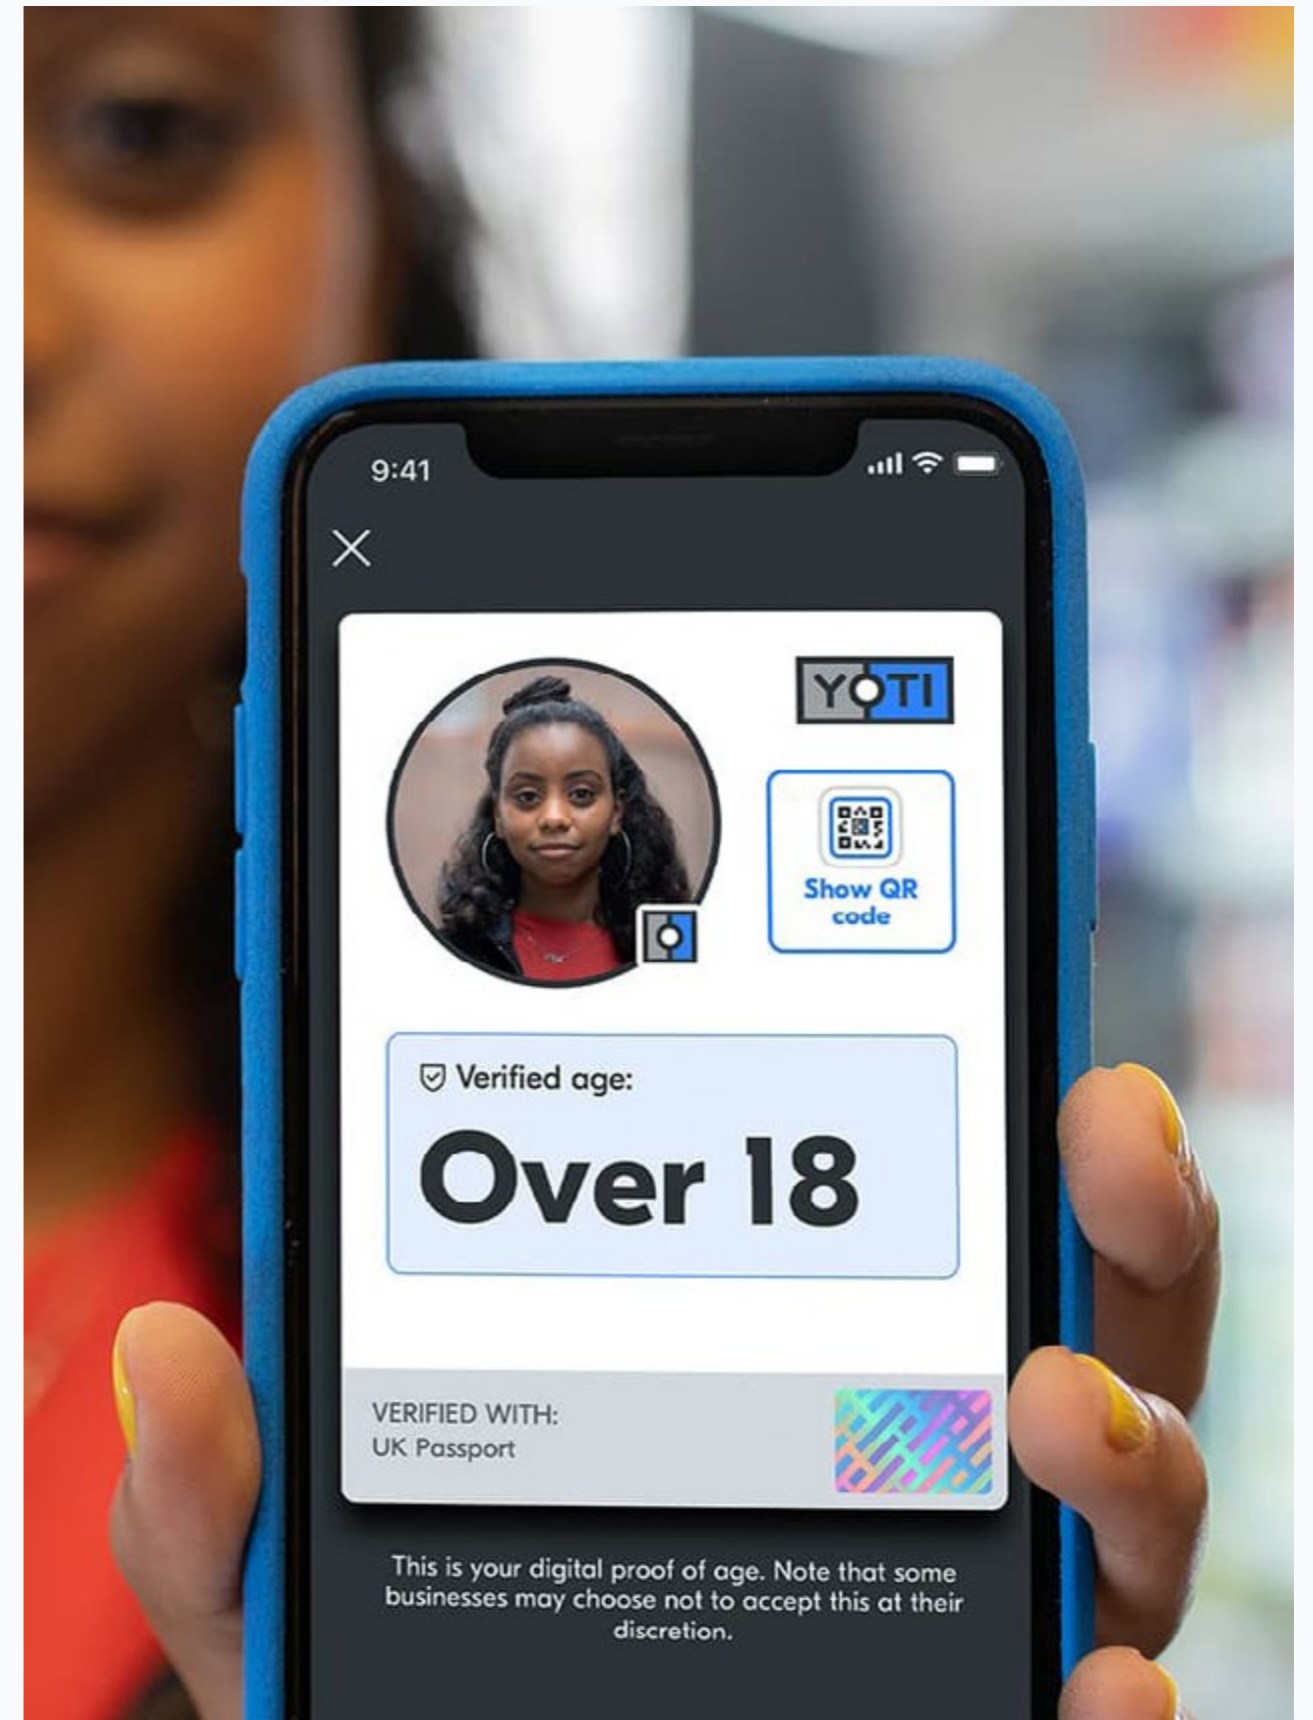 9:41
YOTI
Show QR
code
Verified age:
Over 18
VERIFIED WITH:
UK Passport
This is your digital proof of age. Note that some
businesses may choose not to accept this at their
discretion.